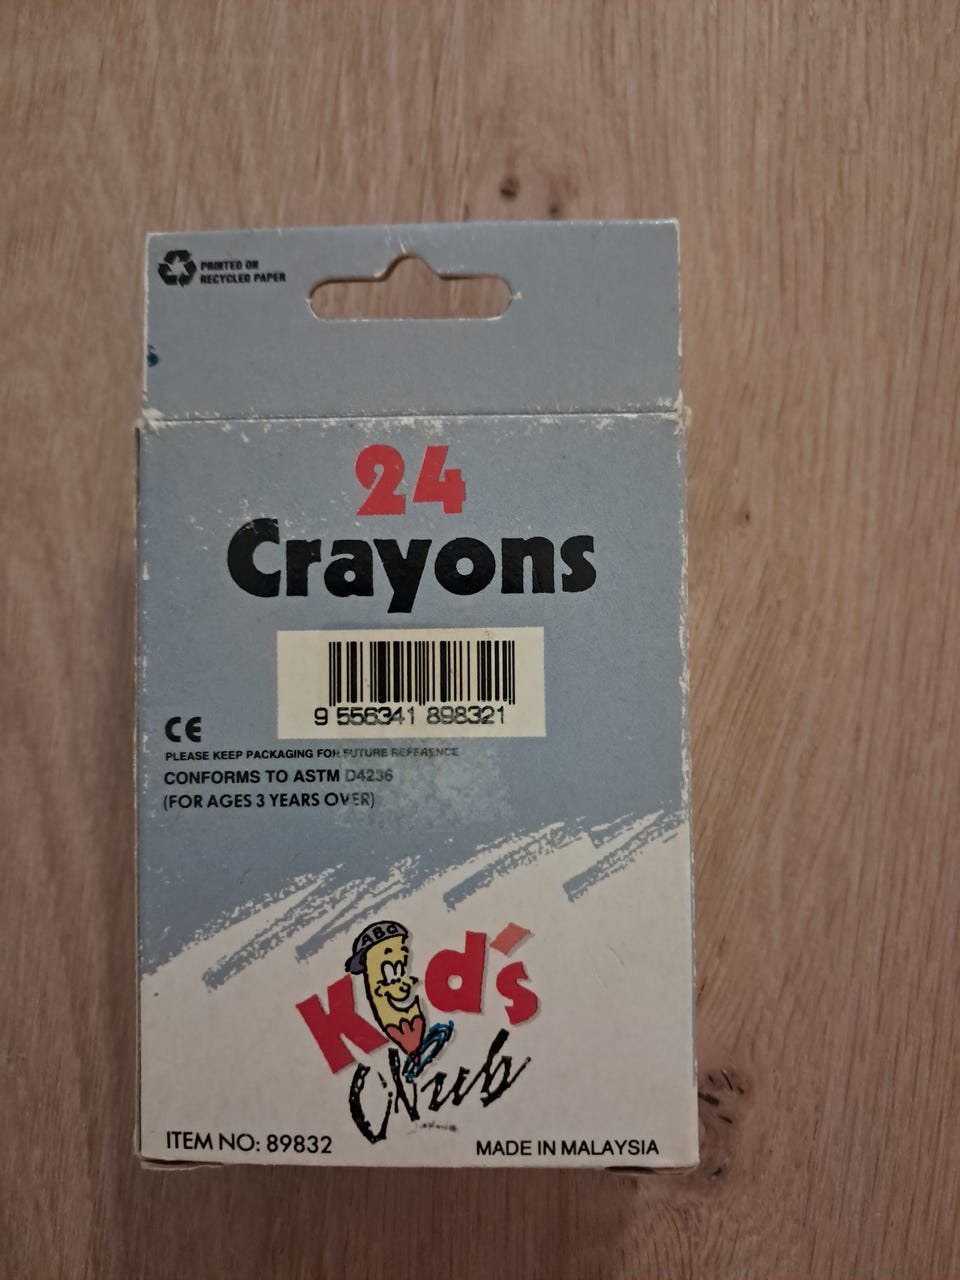 PRINTED ON
RECYCLED PAPER
24
Crayons
9 556341 898321
CE
PLEASE KEEP PACKAGING FOR FUTURE REFERENCE
CONFORMS TO ASTM D4236
(FOR AGES 3 YEARS OVER)
ABC
Kid's
Club
ITEM NO: 89832
MADE IN MALAYSIA